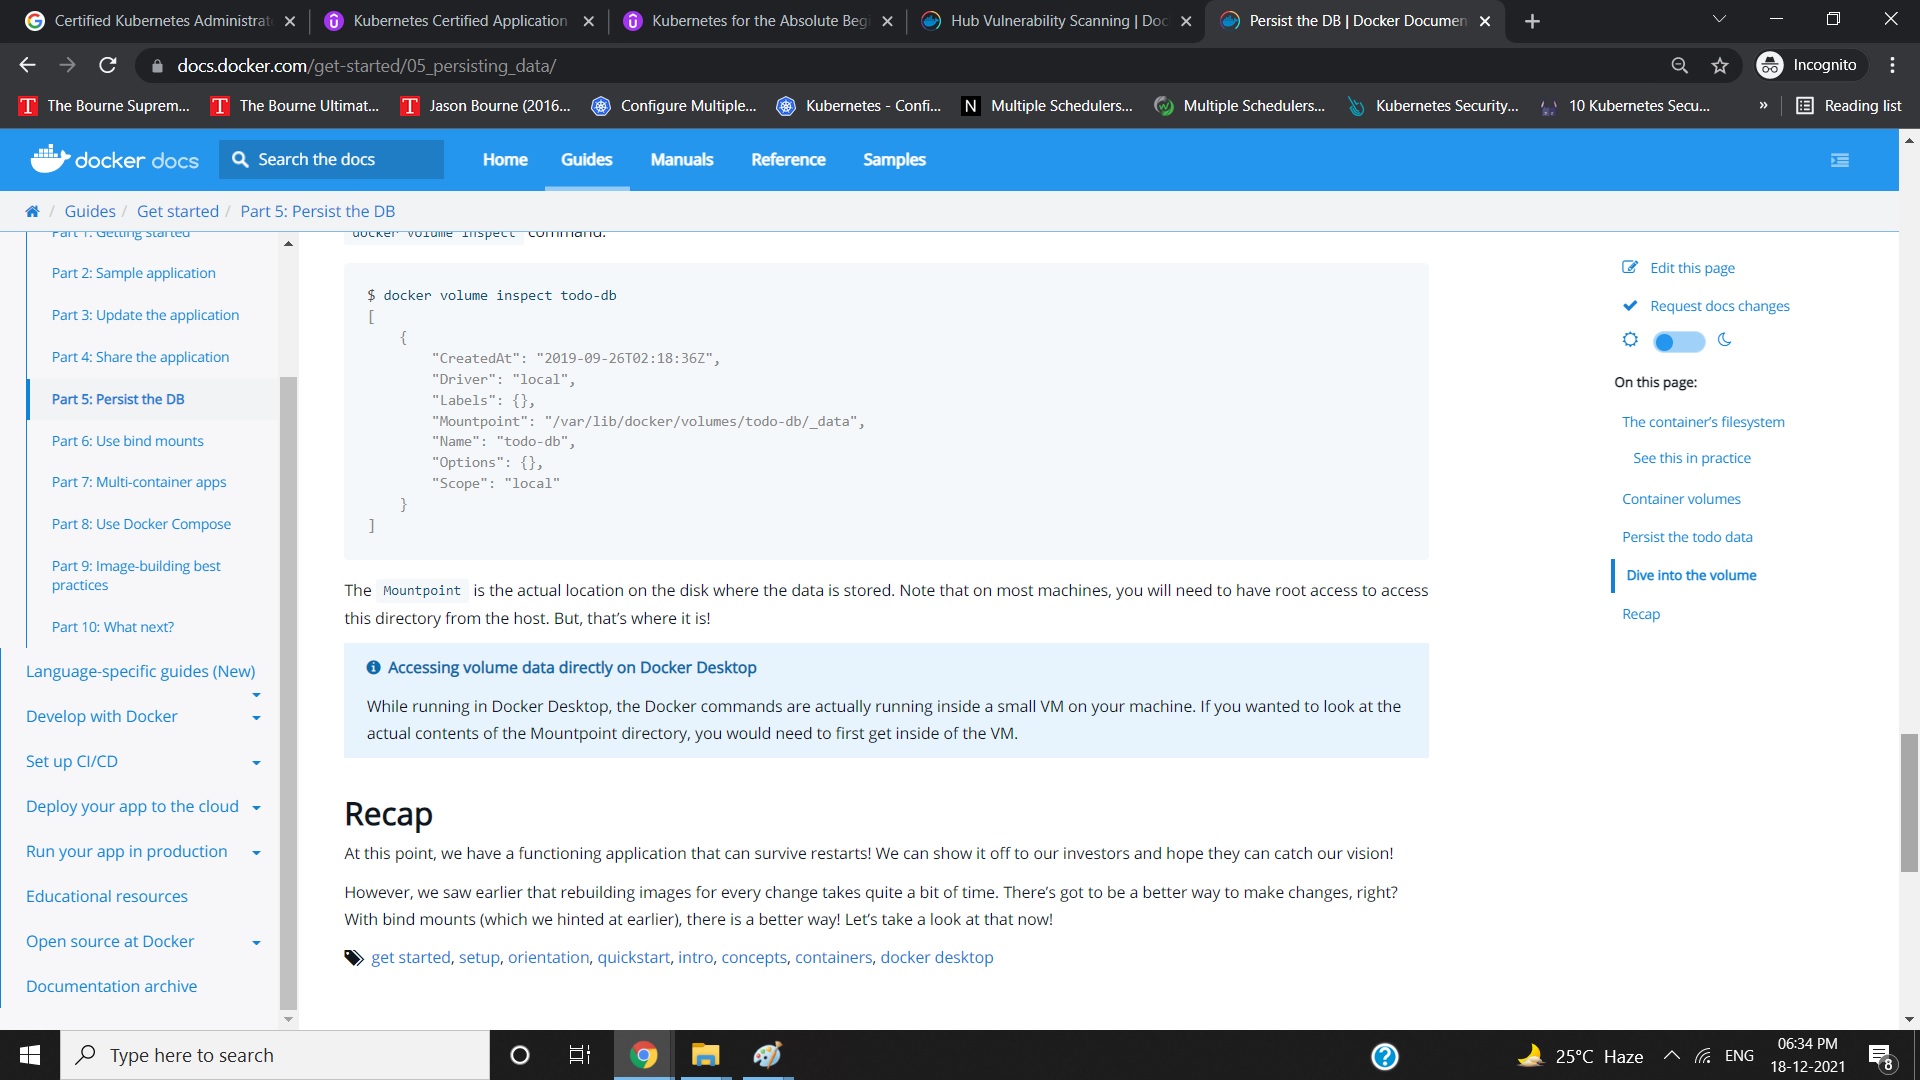 Certified Kubernetes Administrat
Kubernetes Certified Application
Kubernetes for the Absolute Beg
Hub Vulnerability Scanning | Doc
Persist the DB | Docker Documen
docs.docker.com/get-started/05_persisting_data/
Incognito
The Bourne Suprem...
The Bourne Ultimat...
Jason Bourne (2016...
Configure Multiple...
Kubernetes - Confi...
Multiple Schedulers...
Multiple Schedulers...
Kubernetes Security...
10 Kubernetes Secu...
»
Reading list
docker docs
Search the docs
Home
Guides
Manuals
Reference
Samples
/ Guides / Get started / Part 5: Persist the DB
Part 1: Getting started
Part 2: Sample application
Part 3: Update the application
Part 4: Share the application
Part 5: Persist the DB
Part 6: Use bind mounts
Part 7: Multi-container apps
Part 8: Use Docker Compose
Part 9: Image-building best
practices
Part 10: What next?
Language-specific guides (New)
Develop with Docker
Set up CI/CD
Deploy your app to the cloud
Run your app in production
Educational resources
Open source at Docker
Documentation archive
docker volume inspect command.
$ docker volume inspect todo-db
[
{
"CreatedAt": "2019-09-26T02:18:36Z",
"Driver": "local",
"Labels": {},
"Mountpoint": "/var/lib/docker/volumes/todo-db/_data",
"Name": "todo-db",
"Options": {},
"Scope": "local"
}
]
The Mountpoint is the actual location on the disk where the data is stored. Note that on most machines, you will need to have root access to access
this directory from the host. But, that’s where it is!
Accessing volume data directly on Docker Desktop
While running in Docker Desktop, the Docker commands are actually running inside a small VM on your machine. If you wanted to look at the
actual contents of the Mountpoint directory, you would need to first get inside of the VM.
Recap
At this point, we have a functioning application that can survive restarts! We can show it off to our investors and hope they can catch our vision!
However, we saw earlier that rebuilding images for every change takes quite a bit of time. There’s got to be a better way to make changes, right?
With bind mounts (which we hinted at earlier), there is a better way! Let’s take a look at that now!
get started, setup, orientation, quickstart, intro, concepts, containers, docker desktop
Edit this page
Request docs changes
On this page:
The container’s filesystem
See this in practice
Container volumes
Persist the todo data
Dive into the volume
Recap
Type here to search
25°C Haze
ENG
06:34 PM
18-12-2021
8